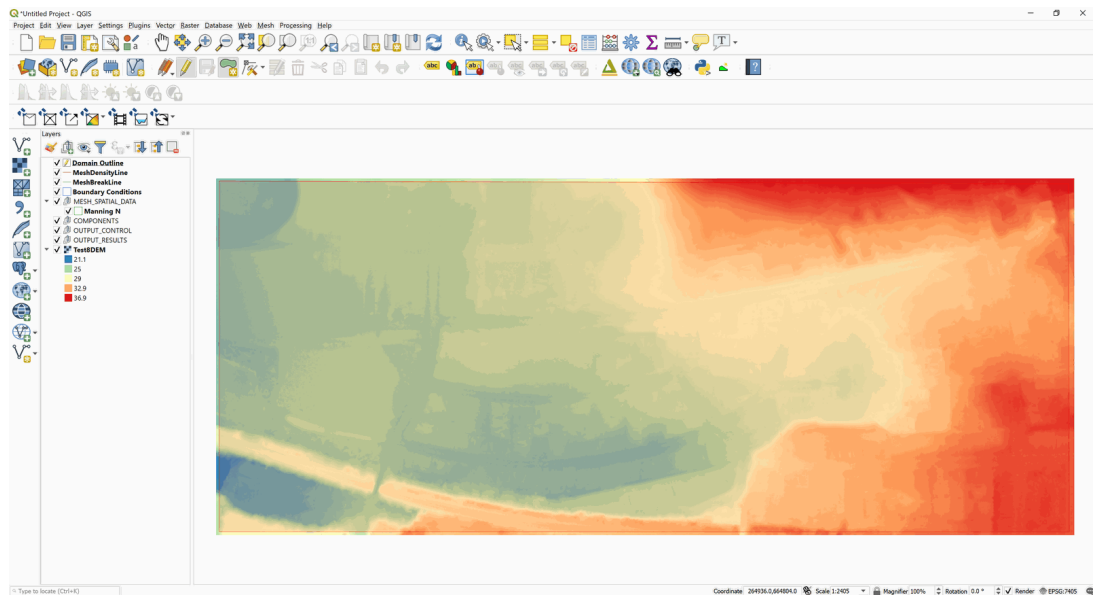 *Untitled Project - QGIS
Project Edit View Layer Settings Plugins Vector Raster Database Web Mesh Processing Help
abc
Layers
Domain Outline
MeshDensityLine
MeshBreakLine
Boundary Conditions
MESH_SPATIAL_DATA
Manning N
COMPONENTS
OUTPUT_CONTROL
OUTPUT_RESULTS
Test8DEM
21.1
25
29
32.9
36.9
Type to locate (Ctrl+K)
Coordinate 264936.0,664804.0 Scale 1:2405 Magnifier 100% Rotation 0.0 ° Render EPSG:7405